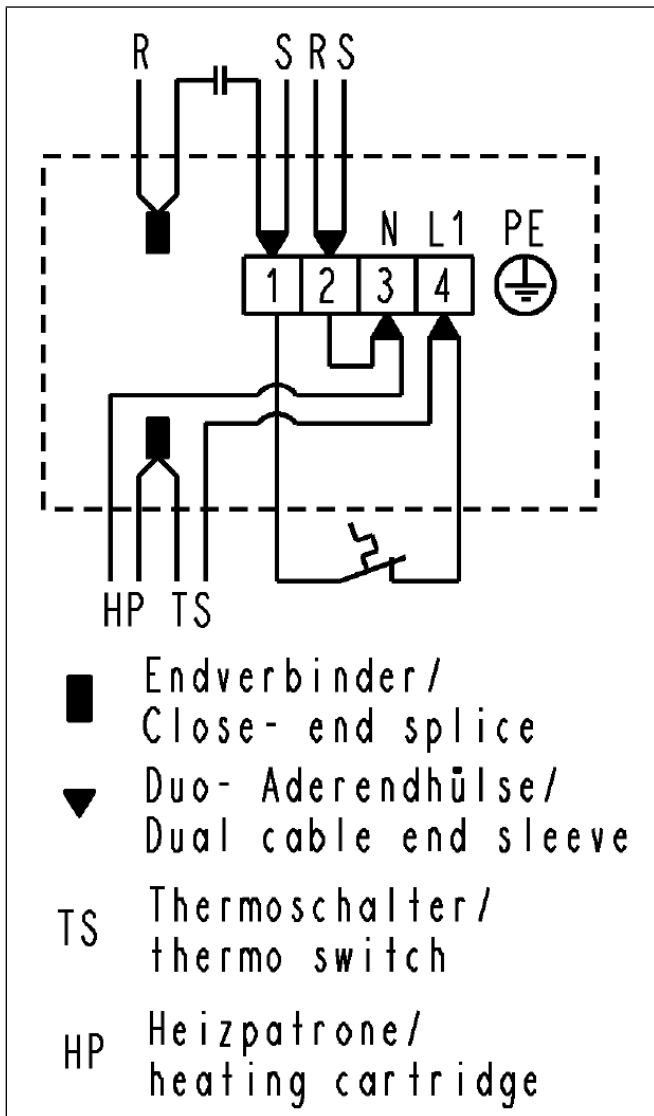 R S R S
N L1 PE
1 2 3 4
HP TS
Endverbinder/
Close- end splice
Duo- Aderendhülse/
Dual cable end sleeve
TS Thermoschalter/
thermo switch
HP Heizpatrone/
heating cartridge